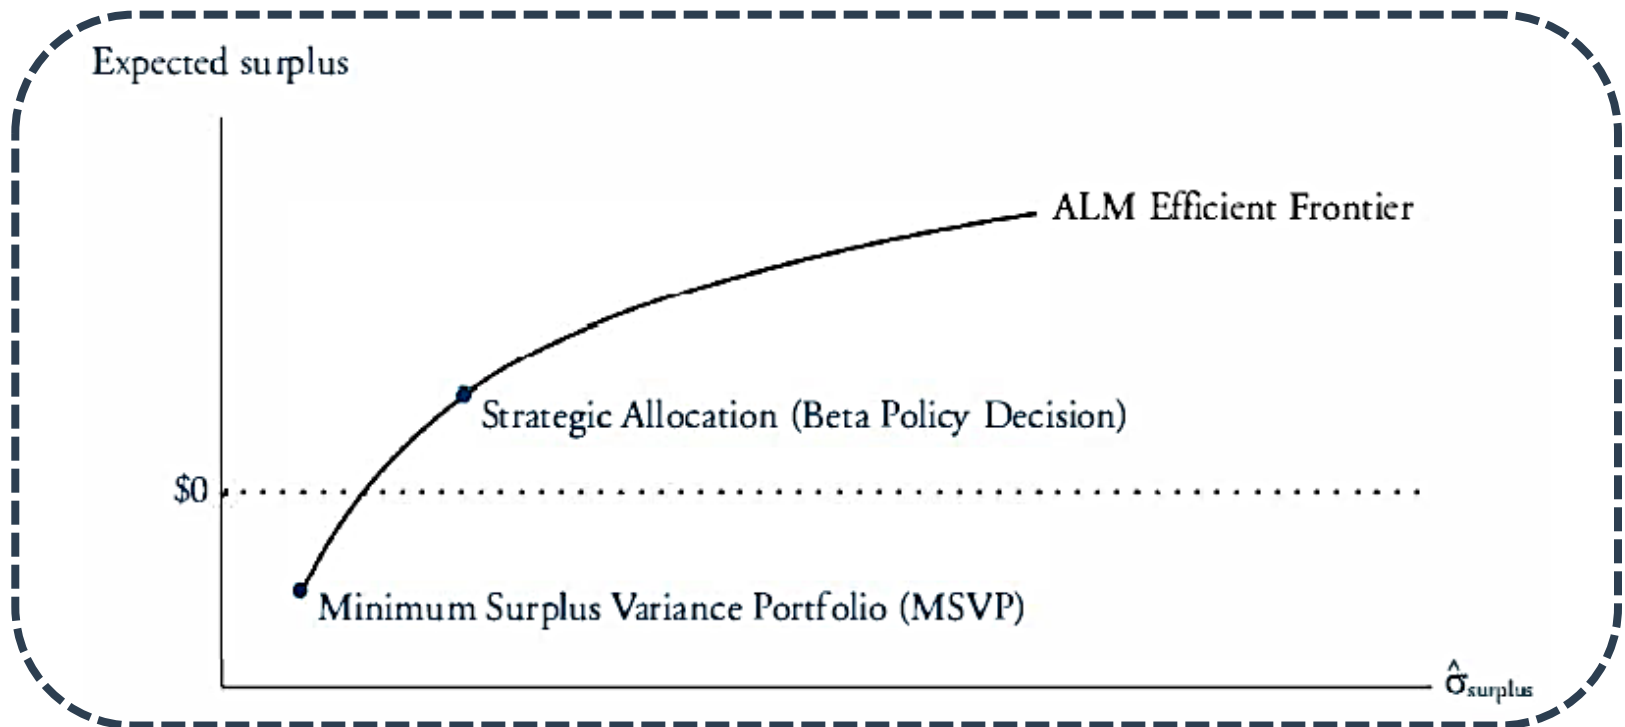 Expected surplus
ALM Efficient Frontier
Strategic Allocation (Beta Policy Decision)
$0
Minimum Surplus Variance Portfolio (MSVP)
σ̂surplus